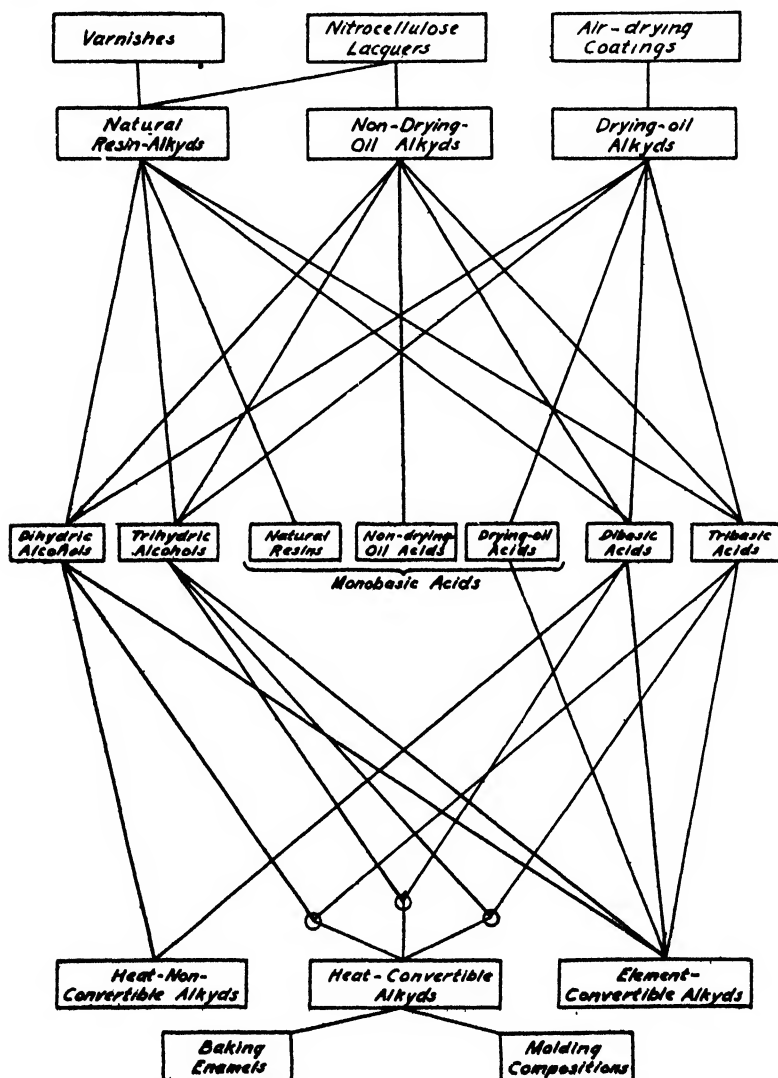 Varnishes
Nitrocellulose
Lacquers
Air-drying
Coatings
Natural
Resin-Alkyds
Non-Drying-
Oil Alkyds
Drying-oil
Alkyds
Dihydric
Alcohols
Trihydric
Alcohols
Natural
Resins
Non-drying
Oil Acids
Drying-oil
Acids
Dibasic
Acids
Tribasic
Acids
Monobasic Acids
Heat-Non-
Convertible Alkyds
Heat-Convertible
Alkyds
Element-
Convertible Alkyds
Baking
Enamels
Molding
Compositions